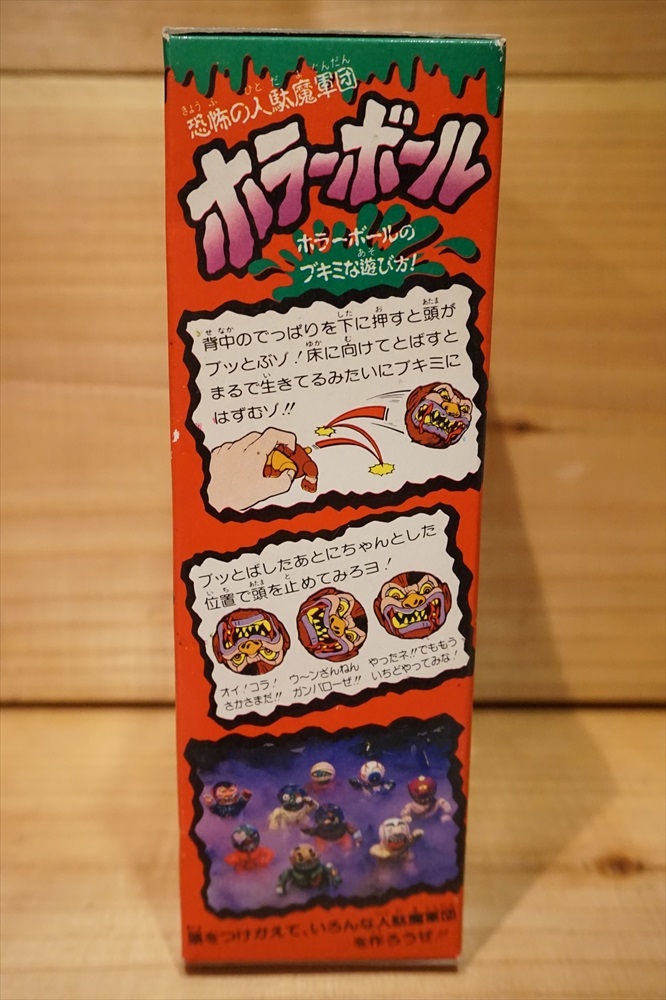 恐怖の人駄魔軍団
ホラーボール
ホラーボールの
ブキミな遊び方!
背中のでっぱりを下に押すと頭が
ブッとぶゾ!床に向けてとばすと
まるで生きてるみたいにブキミに
はずむゾ!!
ブッとばしたあとにちゃんとした
位置で頭を止めてみろヨ!
オイ!コラ!
さかさまだ!!
ウ〜ンざんねん
ガンバローゼ!!
やったネ!!でももう
いちどやってみな!
頭をつけかえて、いろんな人駄魔軍団
を作ろうぜ!!